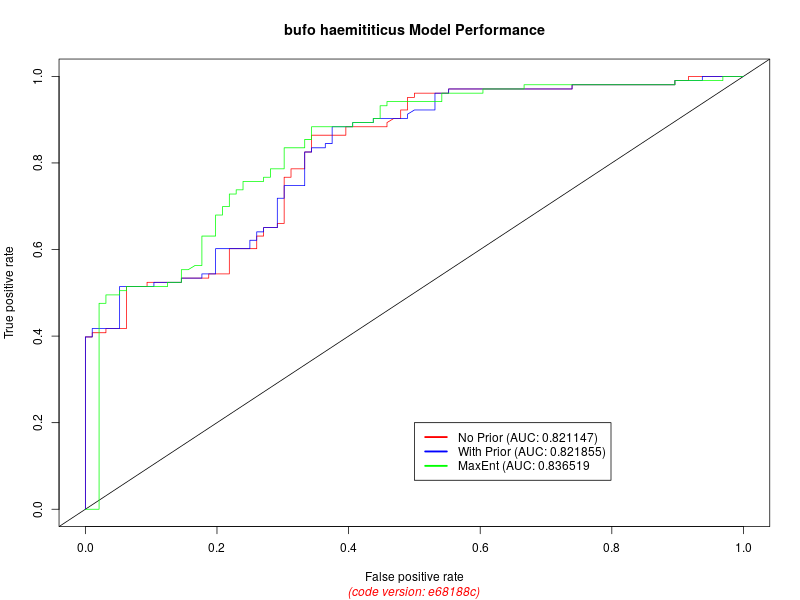 bufo haemititicus Model Performance
True positive rate
1.0
0.8
0.6
0.4
0.2
0.0
No Prior (AUC: 0.821147)
With Prior (AUC: 0.821855)
MaxEnt (AUC: 0.836519
0.0 0.2 0.4 0.6 0.8 1.0
False positive rate
(code version: e68188c)